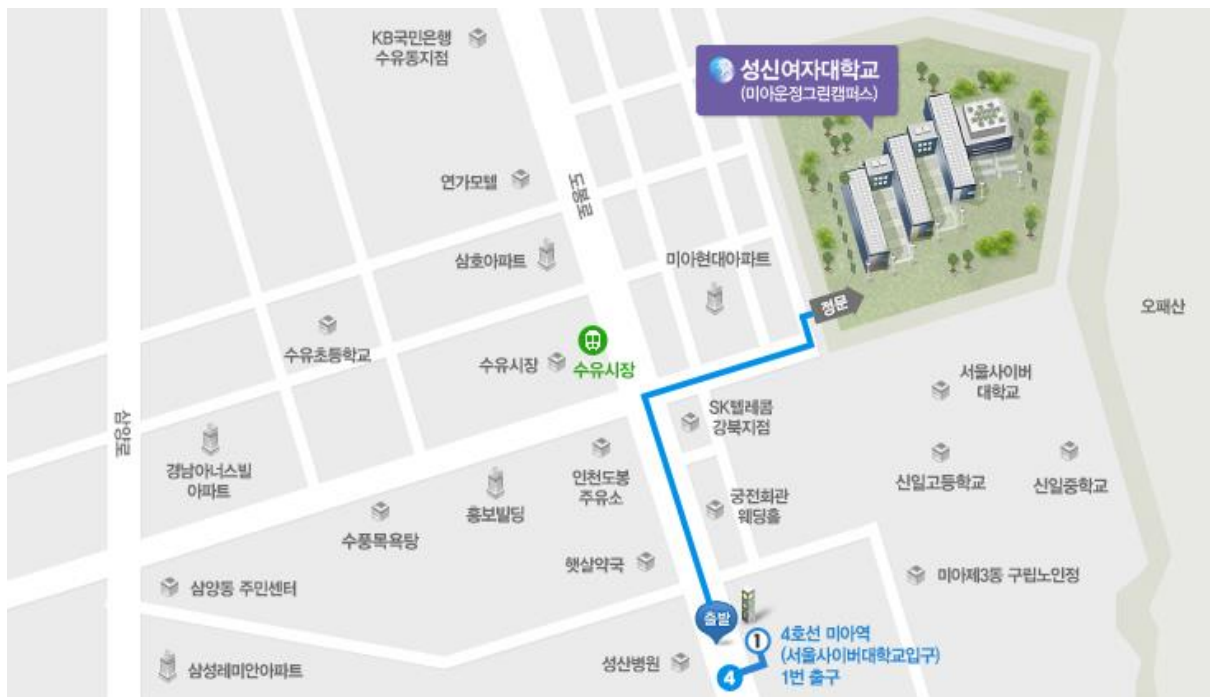 KB국민은행
수유동지점
성신여자대학교
(미아운정그린캠퍼스)
연가모텔
도봉로
삼호아파트
미아현대아파트
정문
오패산
수유초등학교
수유시장
수유시장
서울사이버
대학교
SK텔레콤
강북지점
삼양로
경남아너스빌
아파트
인천도봉
주유소
신일고등학교
신일중학교
홍보빌딩
궁전회관
웨딩홀
수풍목욕탕
햇살약국
미아제3동 구립노인정
삼양동 주민센터
출발
1
4호선 미아역
(서울사이버대학교입구)
1번 출구
성산병원
4
삼성레미안아파트